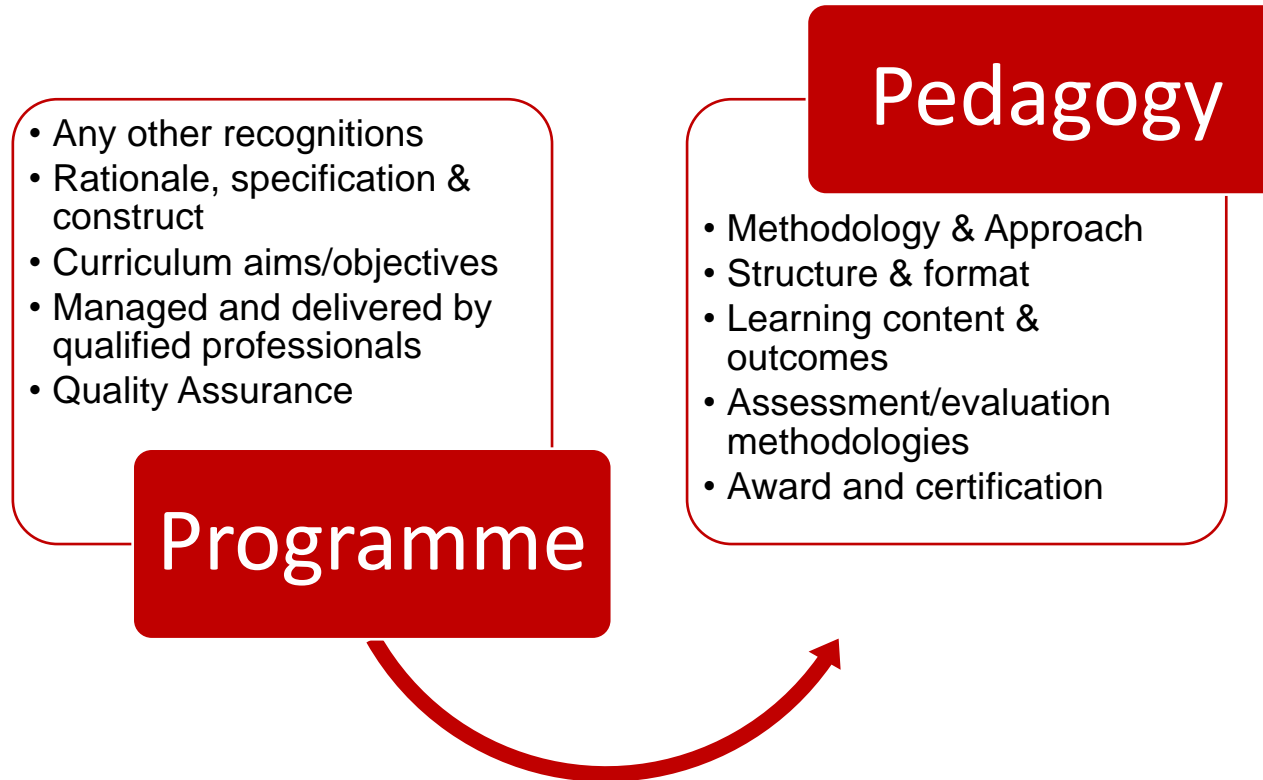 • Any other recognitions
• Rationale, specification &
construct
• Curriculum aims/objectives
• Managed and delivered by
qualified professionals
• Quality Assurance
Programme
Pedagogy
• Methodology & Approach
• Structure & format
• Learning content &
outcomes
• Assessment/evaluation
methodologies
• Award and certification